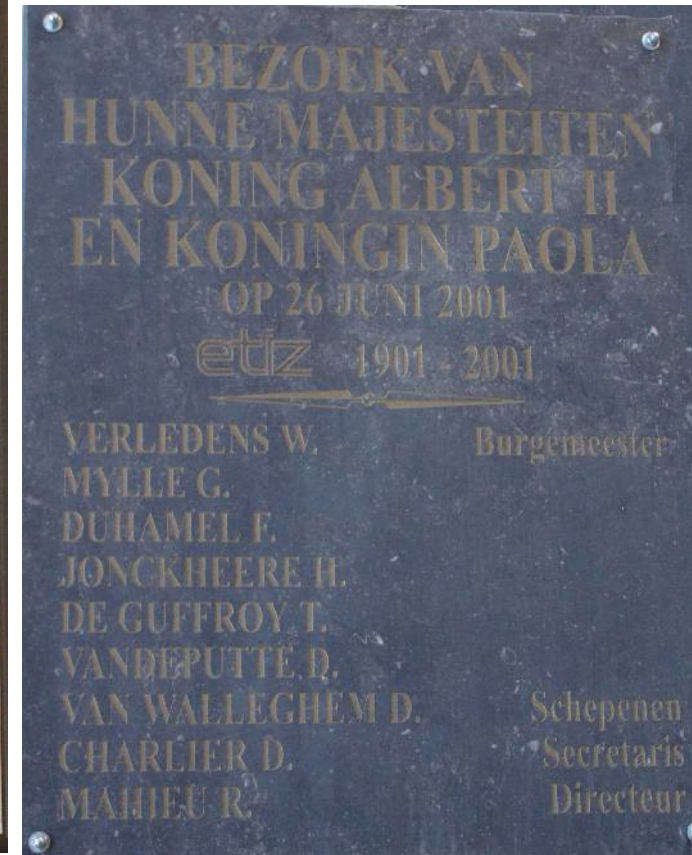 BEZOEK VAN
HUNNE MAJESTEITEN
KONING ALBERT II
EN KONINGIN PAOLA
OP 26 JUNI 2001
etiz 1901 - 2001
VERLEDENS W. Burgemeester
MYLLE G.
DUHAMEL F.
JONCKHEERE H.
DE GUFFROY T.
VANDEPUTTE D.
VAN WALLEGHEM D. Schepenen
CHARLIER D. Secretaris
MAHIEU R. Directeur